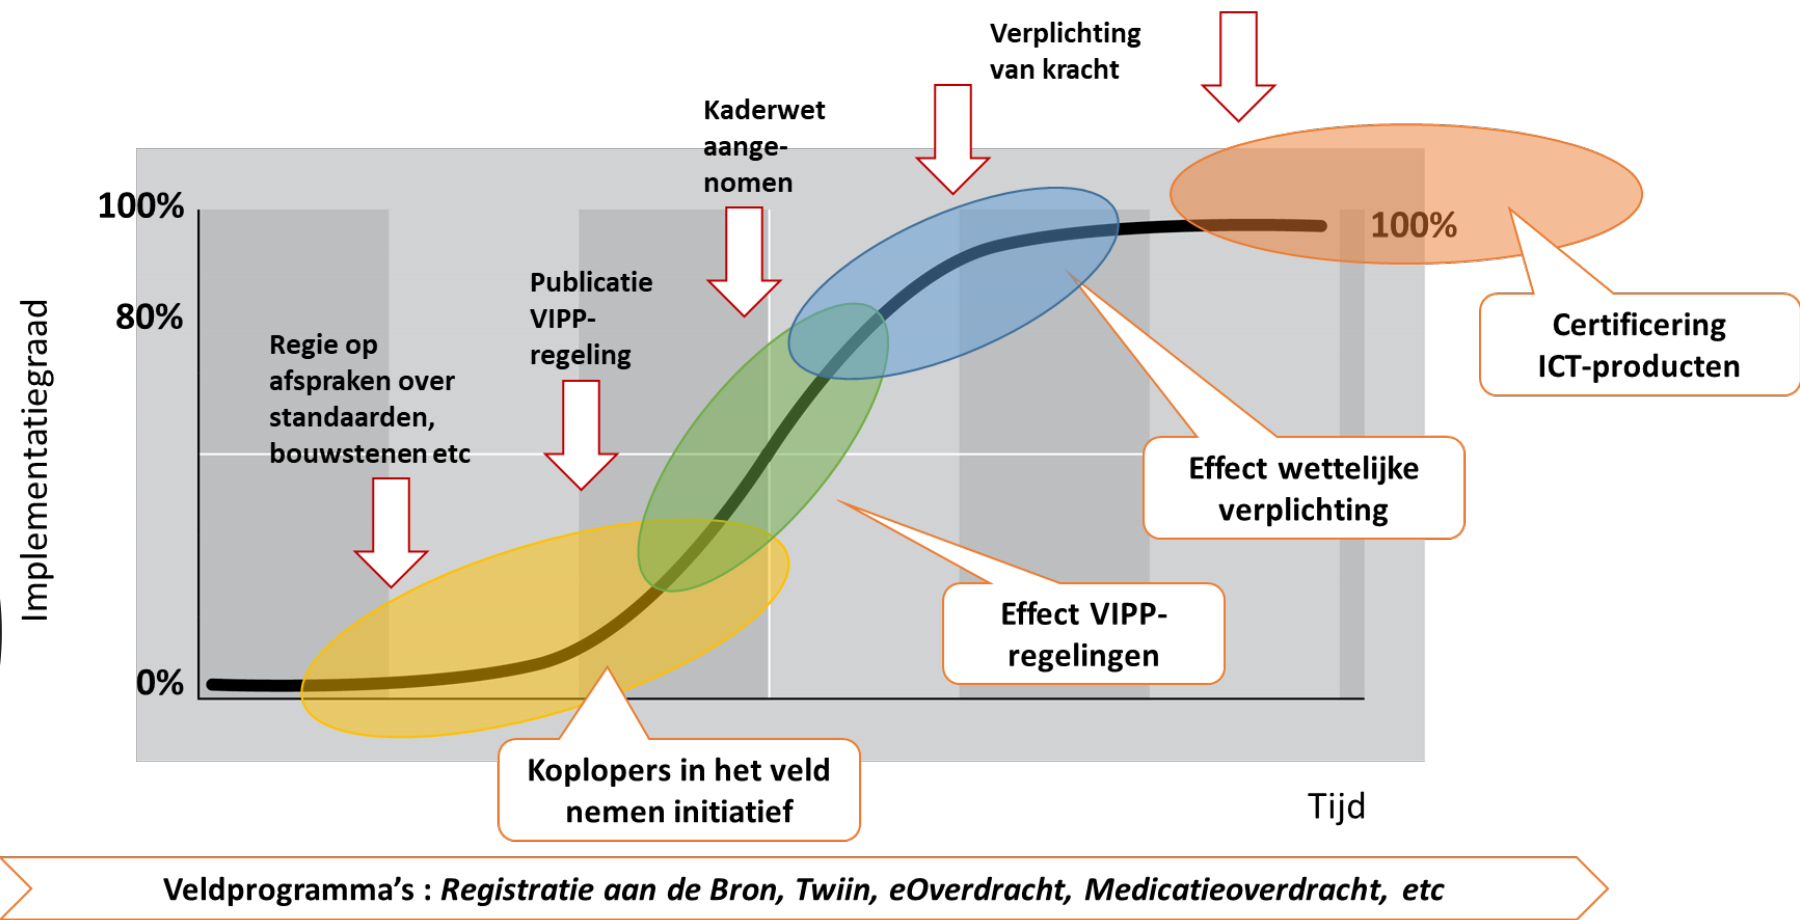 Verplichting
van kracht
Kaderwet
aange-
nomen
100%
100%
Publicatie
VIPP-
regeling
80%
Regie op
afspraken over
standaarden,
bouwstenen etc
Certificering
ICT-producten
Implementatiegraad
Effect wettelijke
verplichting
Effect VIPP-
regelingen
0%
Koplopers in het veld
nemen initiatief
Tijd
Veldprogramma's : Registratie aan de Bron, Twiin, eOverdracht, Medicatieoverdracht, etc